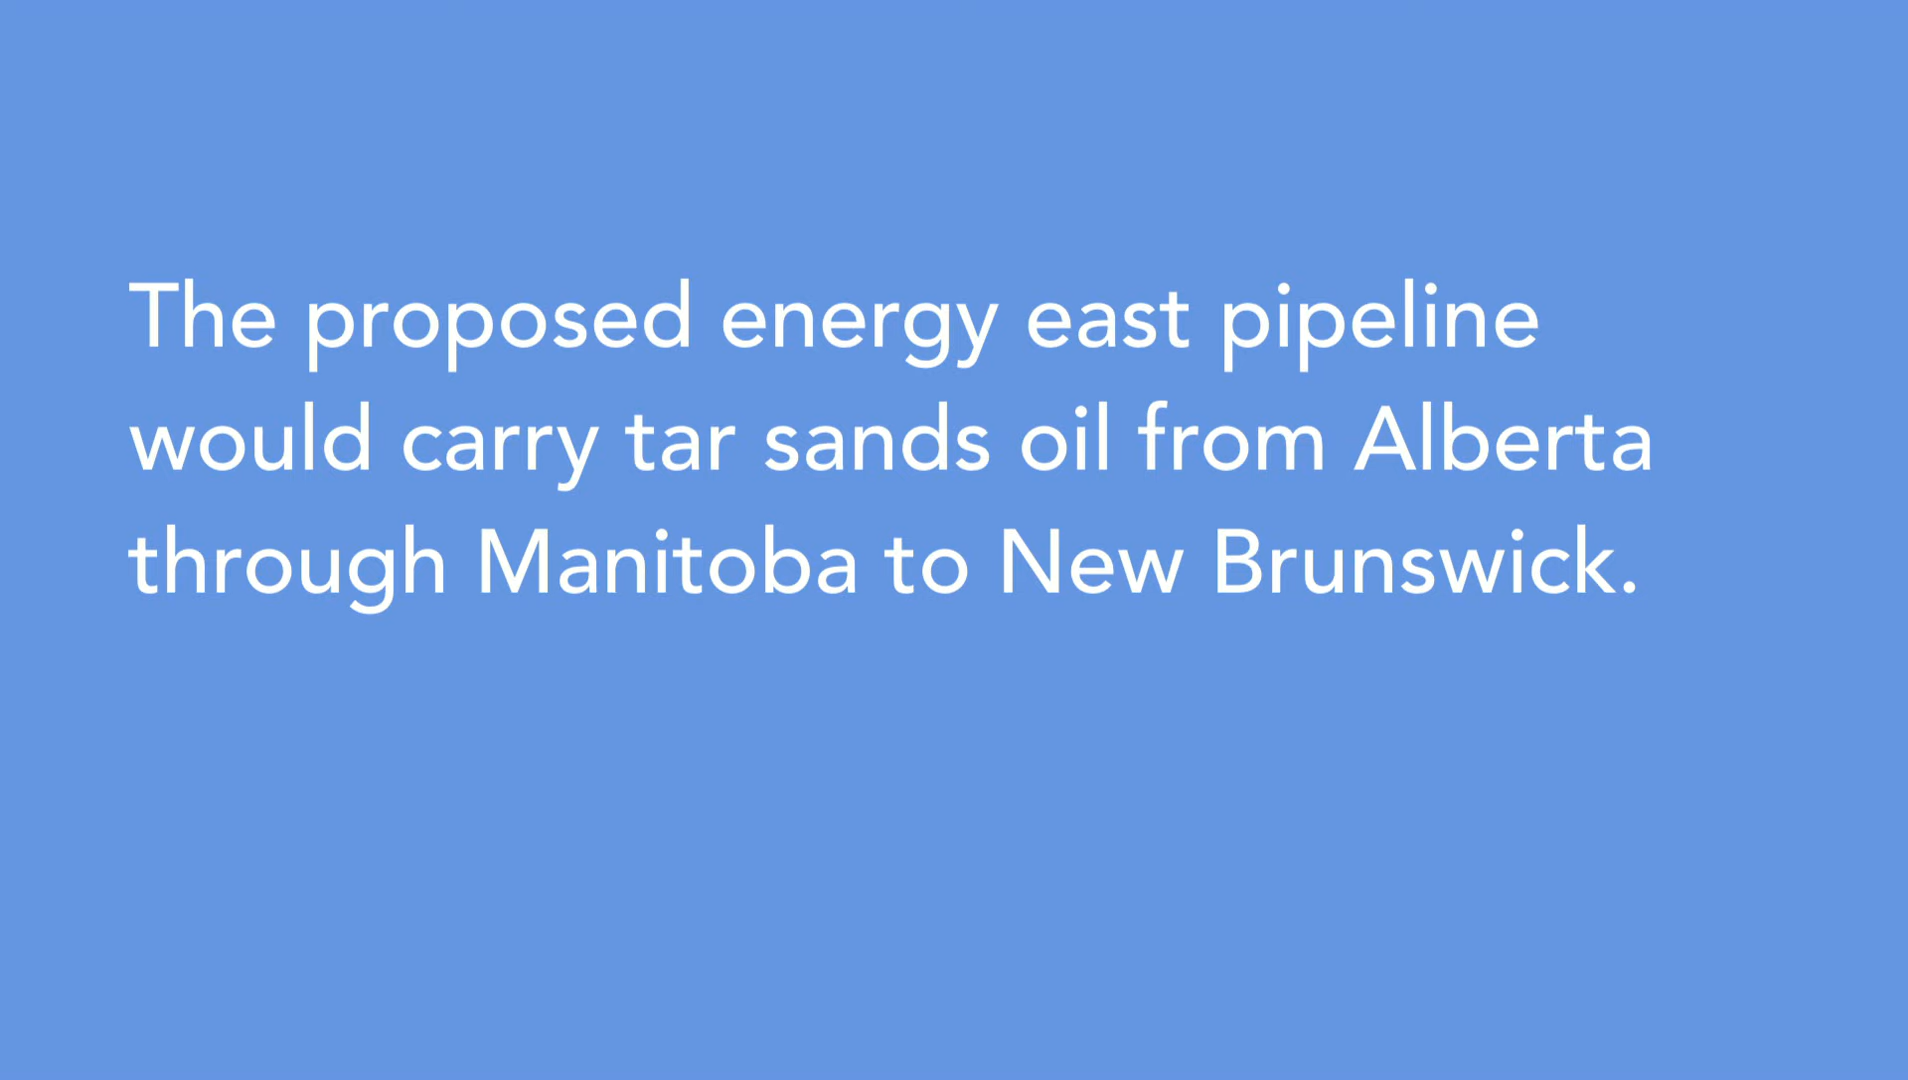 The proposed energy east pipeline
would carry tar sands oil from Alberta
through Manitoba to New Brunswick.